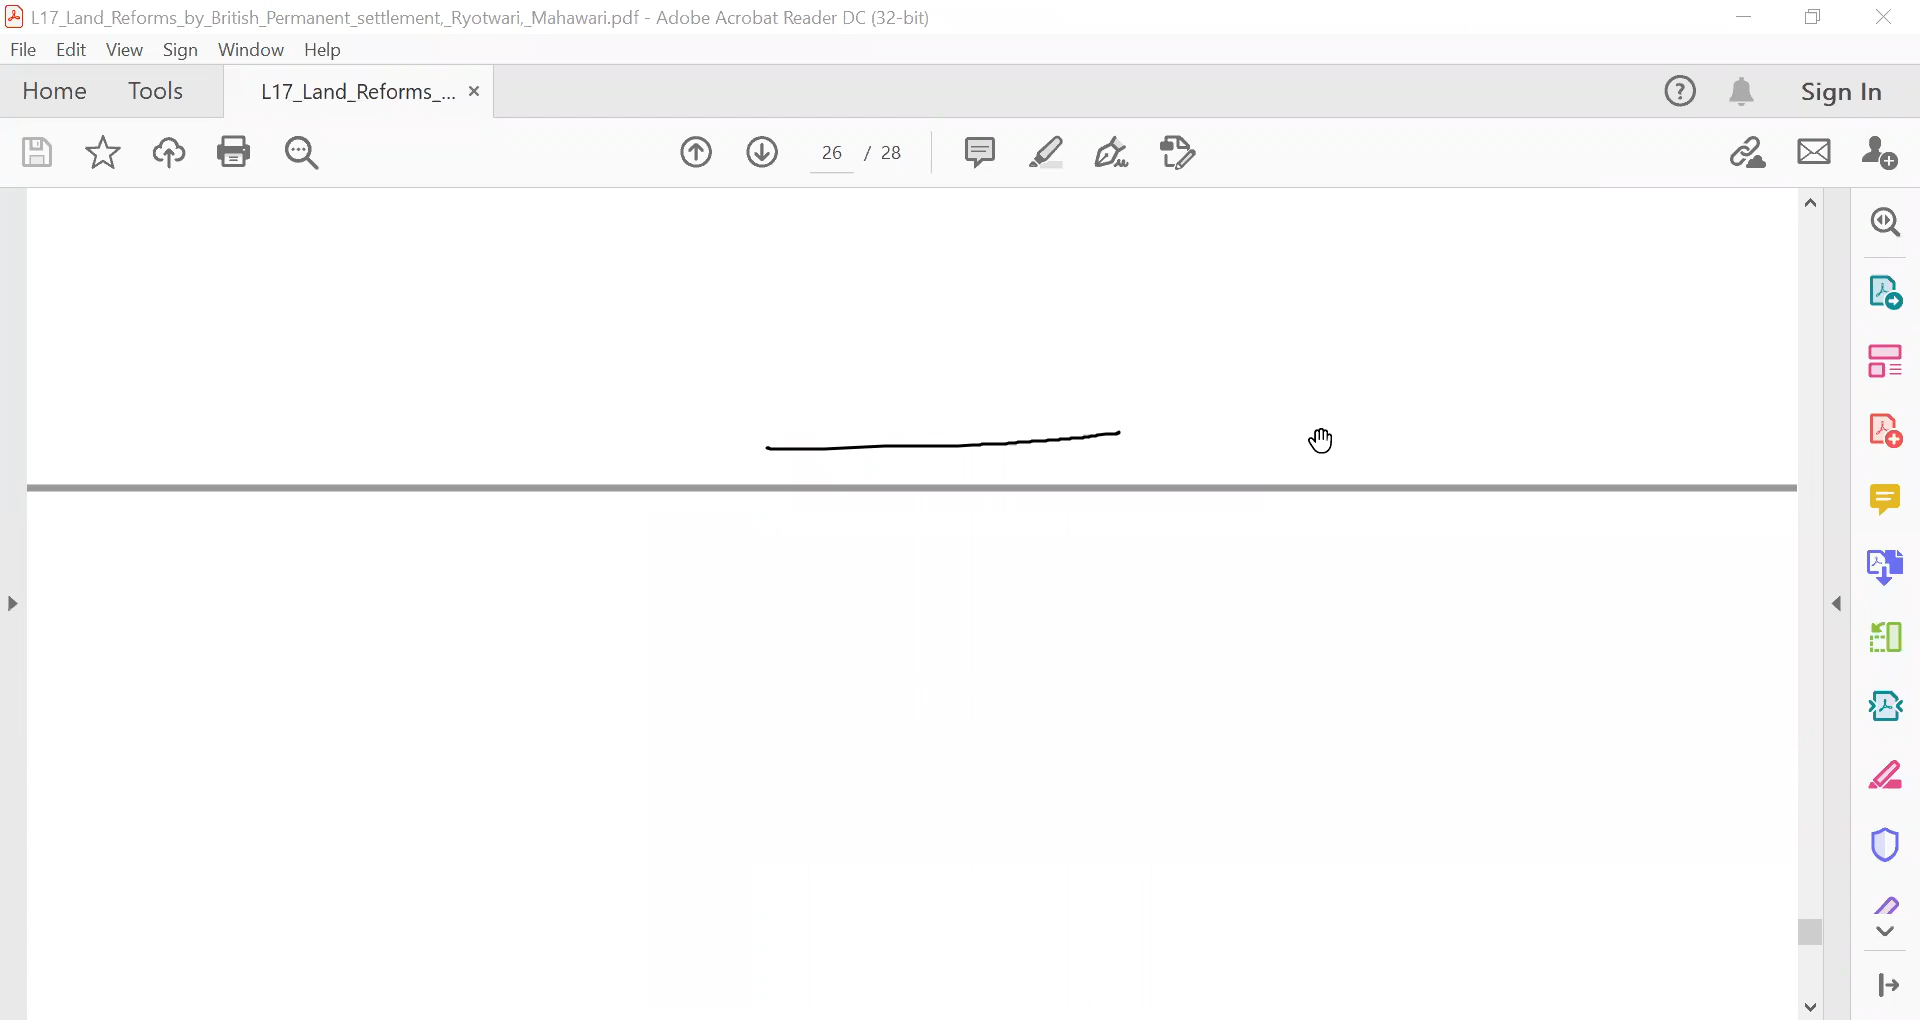 L17_Land_Reforms_by_British_Permanent_settlement,_Ryotwari,_Mahawari.pdf - Adobe Acrobat Reader DC (32-bit)
File Edit View Sign Window Help
Home Tools L17_Land_Reforms_... × Sign In
26 / 28